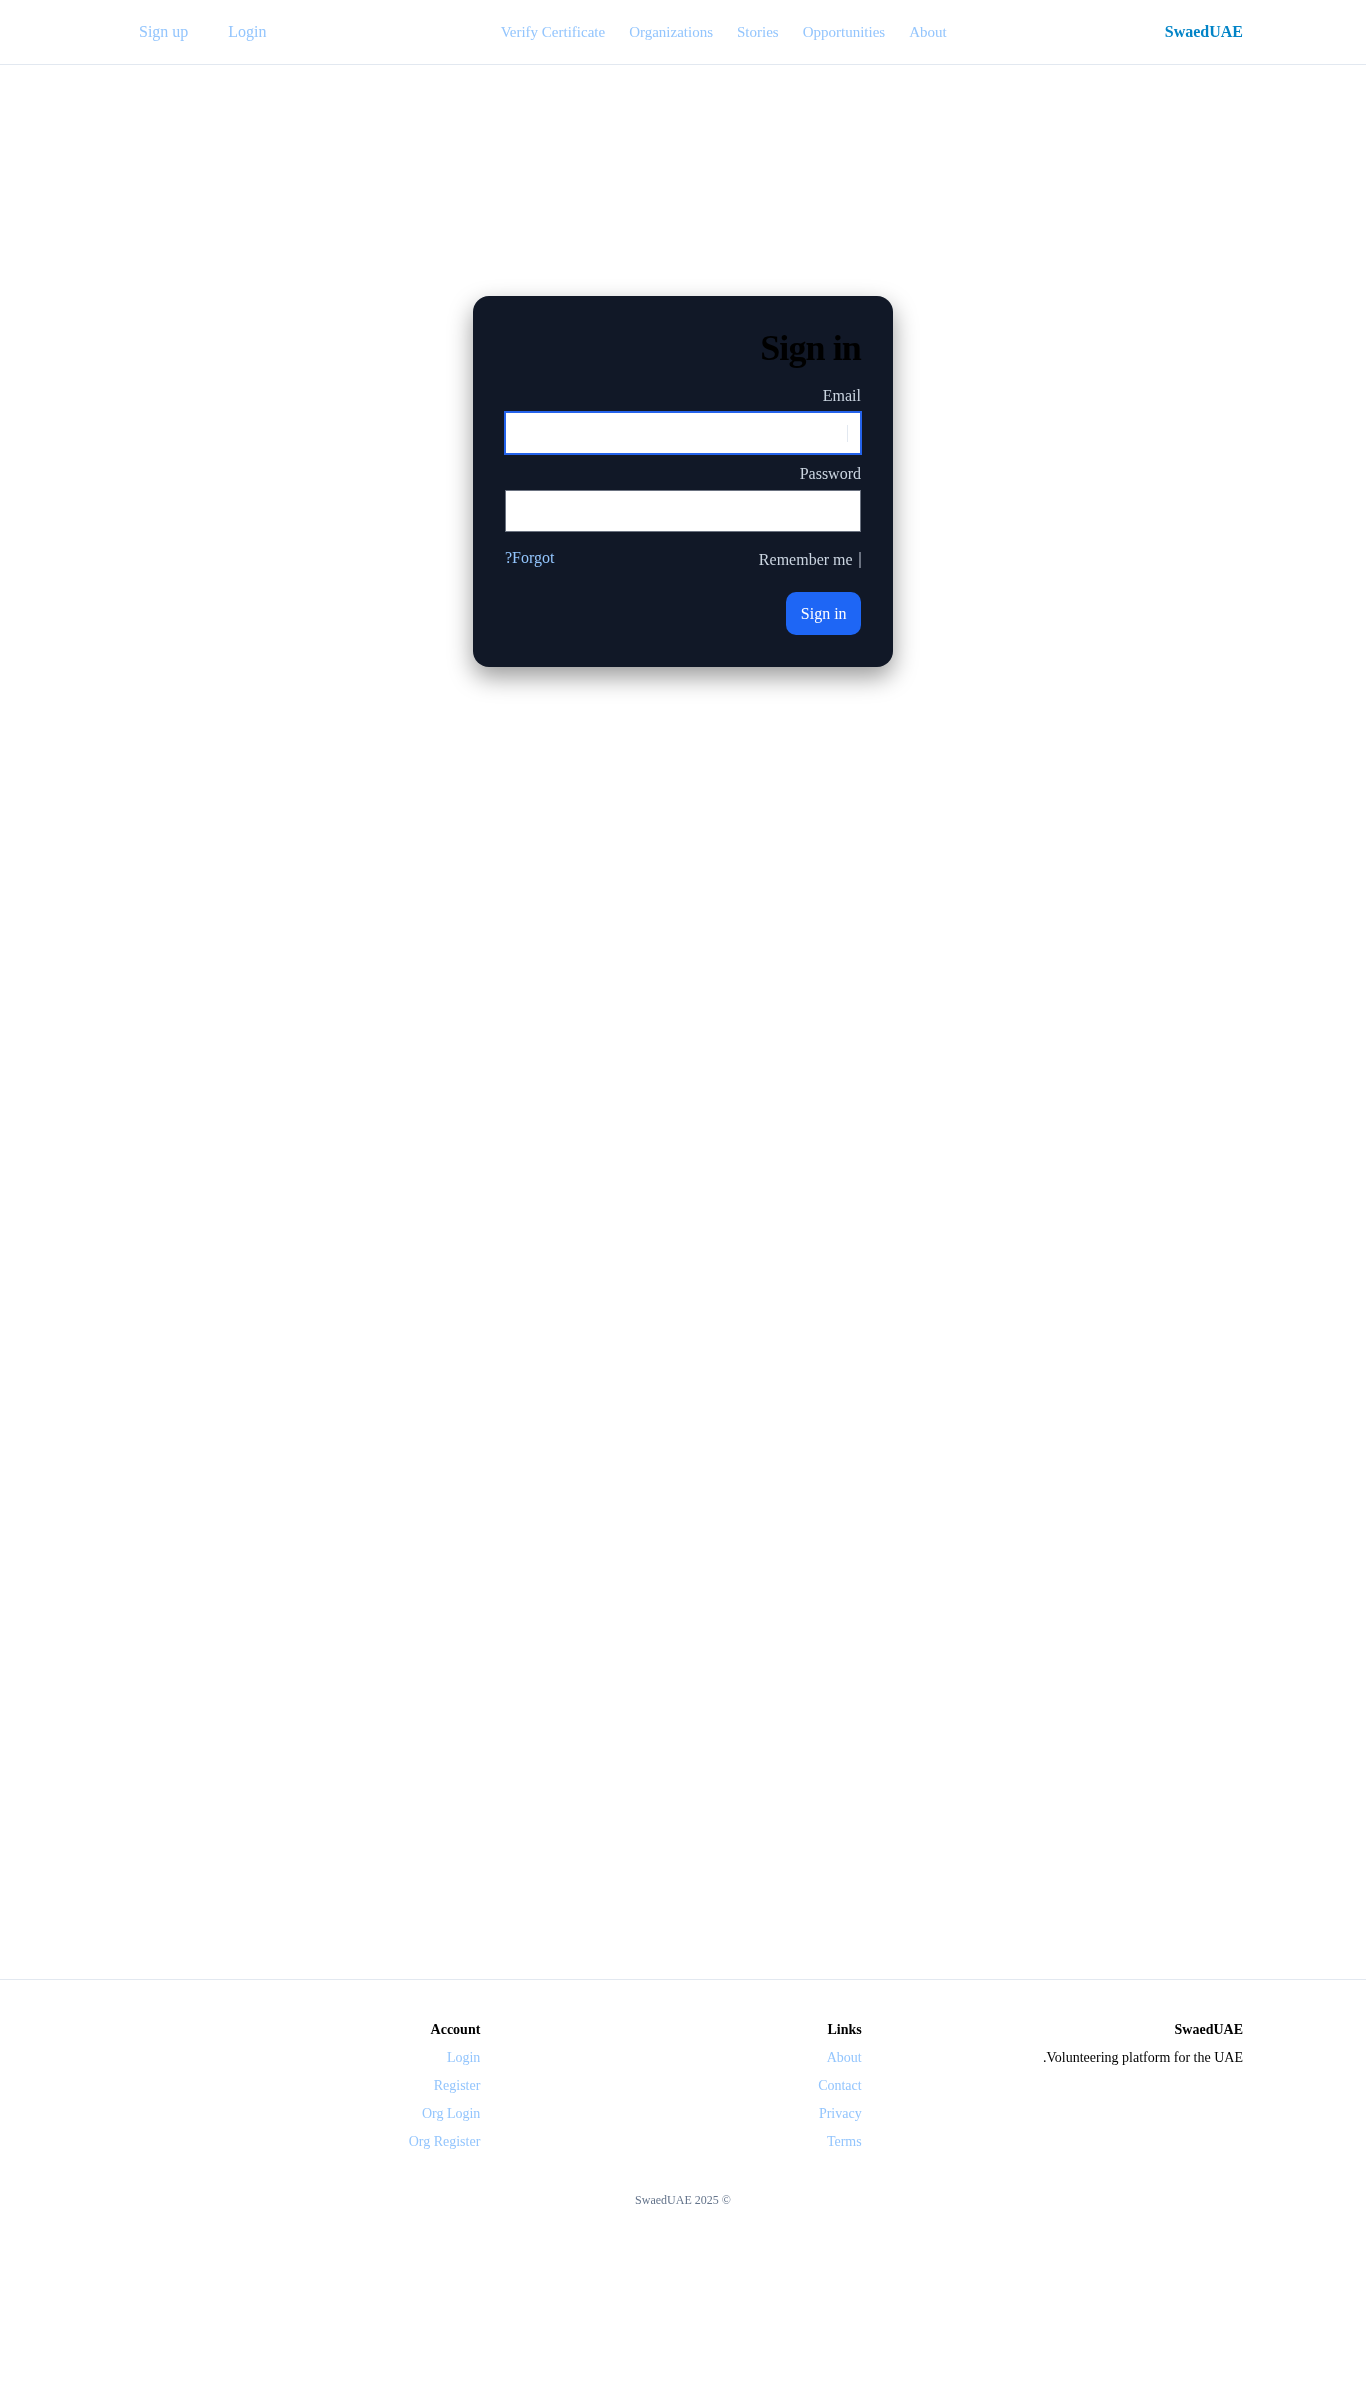 Sign up Login Verify Certificate Organizations Stories Opportunities About SwaedUAE
Sign in
Email
Password
?Forgot Remember me
Sign in
Account Links SwaedUAE
Login About .Volunteering platform for the UAE
Register Contact
Org Login Privacy
Org Register Terms
SwaedUAE 2025 ©